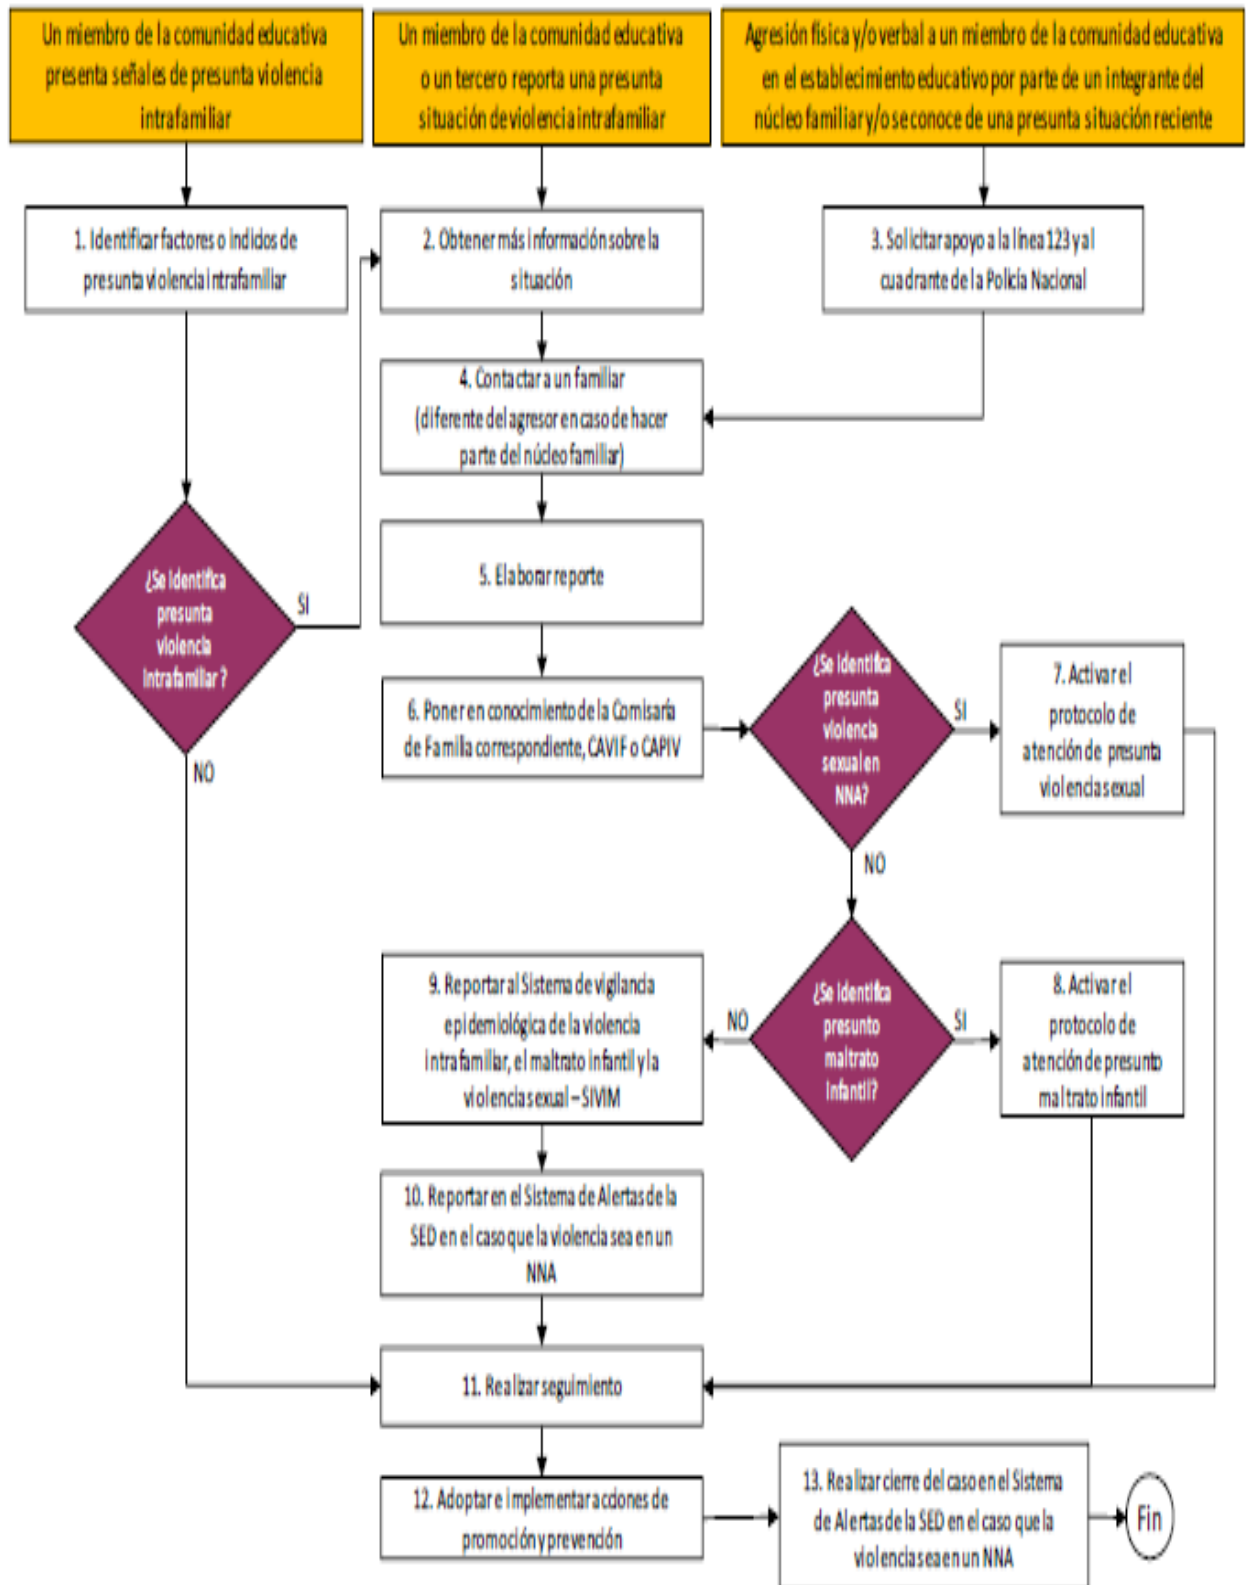 Un miembro de la comunidad educativa
presenta señales de presunta violencia
intrafamiliar
Un miembro de la comunidad educativa
o un tercero reporta una presunta
situación de violencia intrafamiliar
Agresión física y/o verbal a un miembro de la comunidad educativa
en el establecimiento educativo por parte de un integrante del
núcleo familiar y/o se conoce de una presunta situación reciente
1. Identificar factores o indicios de
presunta violencia intrafamiliar
2. Obtener más información sobre la
situación
3. Solicitar apoyo a la línea 123 y al
cuadrante de la Policía Nacional
4. Contactar a un familiar
(diferente del agresor en caso de hacer
parte del núcleo familiar)
¿Se identifica
presunta
violencia
intrafamiliar?
SI
NO
5. Elaborar reporte
6. Poner en conocimiento de la Comisaría
de Familia correspondiente, CAVIF o CAPIV
¿Se identifica
presunta
violencia
sexual en
NNA?
SI
NO
7. Activar el
protocolo de
atención de presunta
violencia sexual
¿Se identifica
presunto
maltrato
infantil?
NO
SI
8. Activar el
protocolo de
atención de presunto
maltrato infantil
9. Reportar al Sistema de vigilancia
epidemiológica de la violencia
intrafamiliar, el maltrato infantil y la
violencia sexual – SIVIM
10. Reportar en el Sistema de Alertas de la
SED en el caso que la violencia sea en un
NNA
11. Realizar seguimiento
12. Adoptar e implementar acciones de
promoción y prevención
13. Realizar cierre del caso en el Sistema
de Alertas de la SED en el caso que la
violencia sea en un NNA
Fin